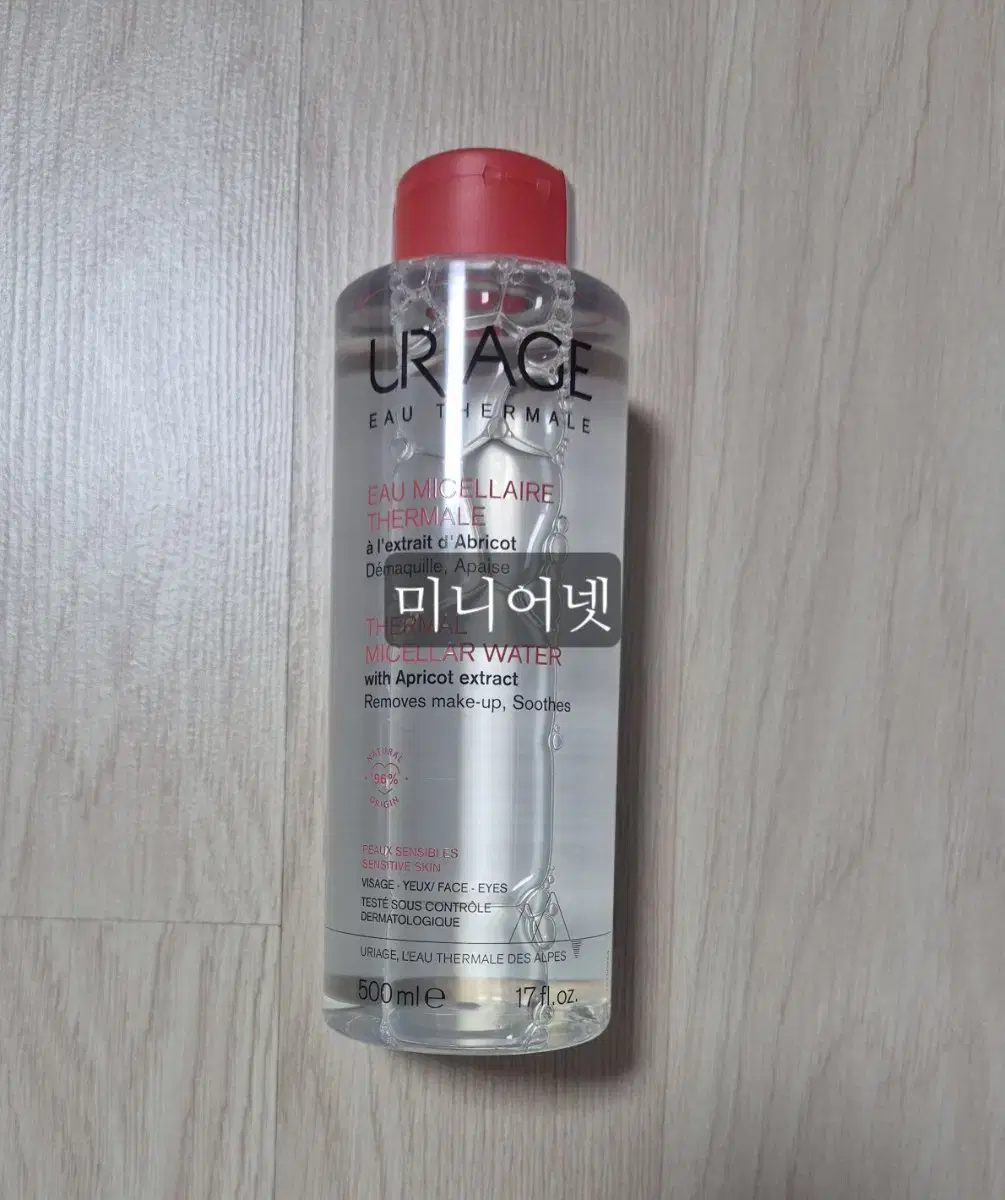 URIAGE
EAU THERMALE
EAU MICELLAIRE
THERMALE
à l'extrait d'Abricot
Démaquille, Apaise
미니어넷
THERMAL
MICELLAR WATER
with Apricot extract
Removes make-up, Soothes
NATURAL
96%
ORIGIN
PEAUX SENSIBLES
SENSITIVE SKIN
VISAGE - YEUX/ FACE - EYES
TESTÉ SOUS CONTRÔLE
DERMATOLOGIQUE
URIAGE, L'EAU THERMALE DES ALPES
500 ml e 17 fl.oz.